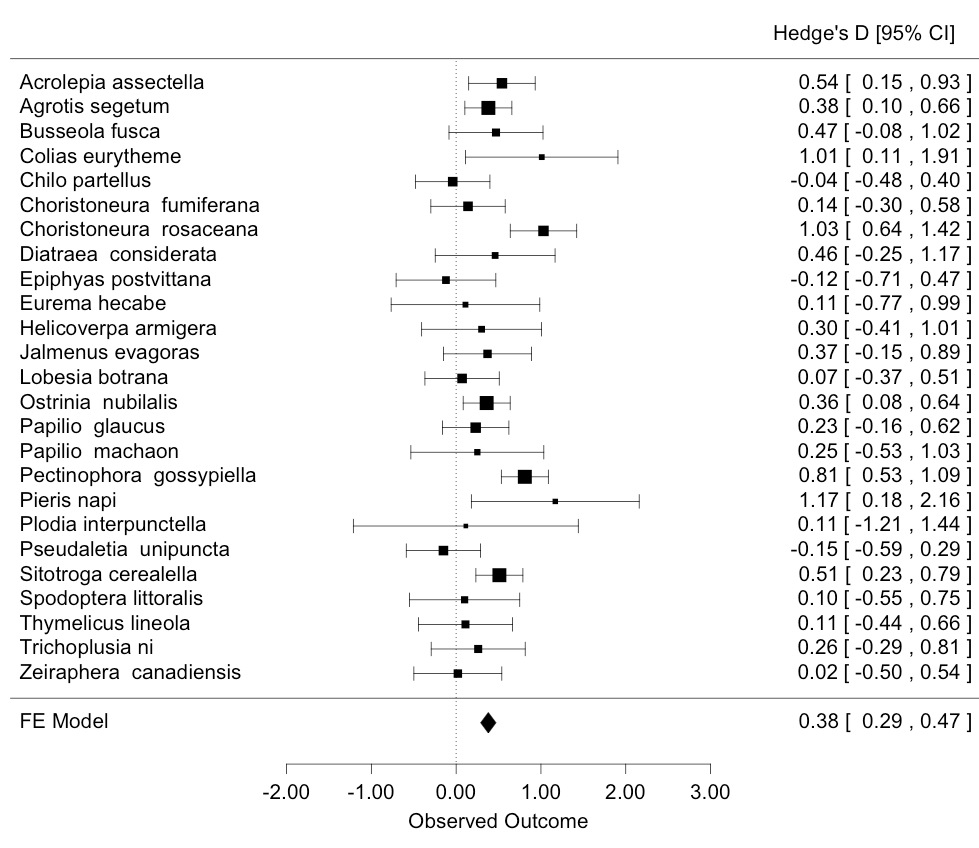 Hedge's D [95% CI]
Acrolepia assectella 0.54 [ 0.15 , 0.93 ]
Agrotis segetum 0.38 [ 0.10 , 0.66 ]
Busseola fusca 0.47 [ -0.08 , 1.02 ]
Colias eurytheme 1.01 [ 0.11 , 1.91 ]
Chilo partellus -0.04 [ -0.48 , 0.40 ]
Choristoneura fumiferana 0.14 [ -0.30 , 0.58 ]
Choristoneura rosaceana 1.03 [ 0.64 , 1.42 ]
Diatraea considerata 0.46 [ -0.25 , 1.17 ]
Epiphyas postvittana -0.12 [ -0.71 , 0.47 ]
Eurema hecabe 0.11 [ -0.77 , 0.99 ]
Helicoverpa armigera 0.30 [ -0.41 , 1.01 ]
Jalmenus evagoras 0.37 [ -0.15 , 0.89 ]
Lobesia botrana 0.07 [ -0.37 , 0.51 ]
Ostrinia nubilalis 0.36 [ 0.08 , 0.64 ]
Papilio glaucus 0.23 [ -0.16 , 0.62 ]
Papilio machaon 0.25 [ -0.53 , 1.03 ]
Pectinophora gossypiella 0.81 [ 0.53 , 1.09 ]
Pieris napi 1.17 [ 0.18 , 2.16 ]
Plodia interpunctella 0.11 [ -1.21 , 1.44 ]
Pseudaletia unipuncta -0.15 [ -0.59 , 0.29 ]
Sitotroga cerealella 0.51 [ 0.23 , 0.79 ]
Spodoptera littoralis 0.10 [ -0.55 , 0.75 ]
Thymelicus lineola 0.11 [ -0.44 , 0.66 ]
Trichoplusia ni 0.26 [ -0.29 , 0.81 ]
Zeiraphera canadiensis 0.02 [ -0.50 , 0.54 ]
FE Model 0.38 [ 0.29 , 0.47 ]
-2.00 -1.00 0.00 1.00 2.00 3.00
Observed Outcome